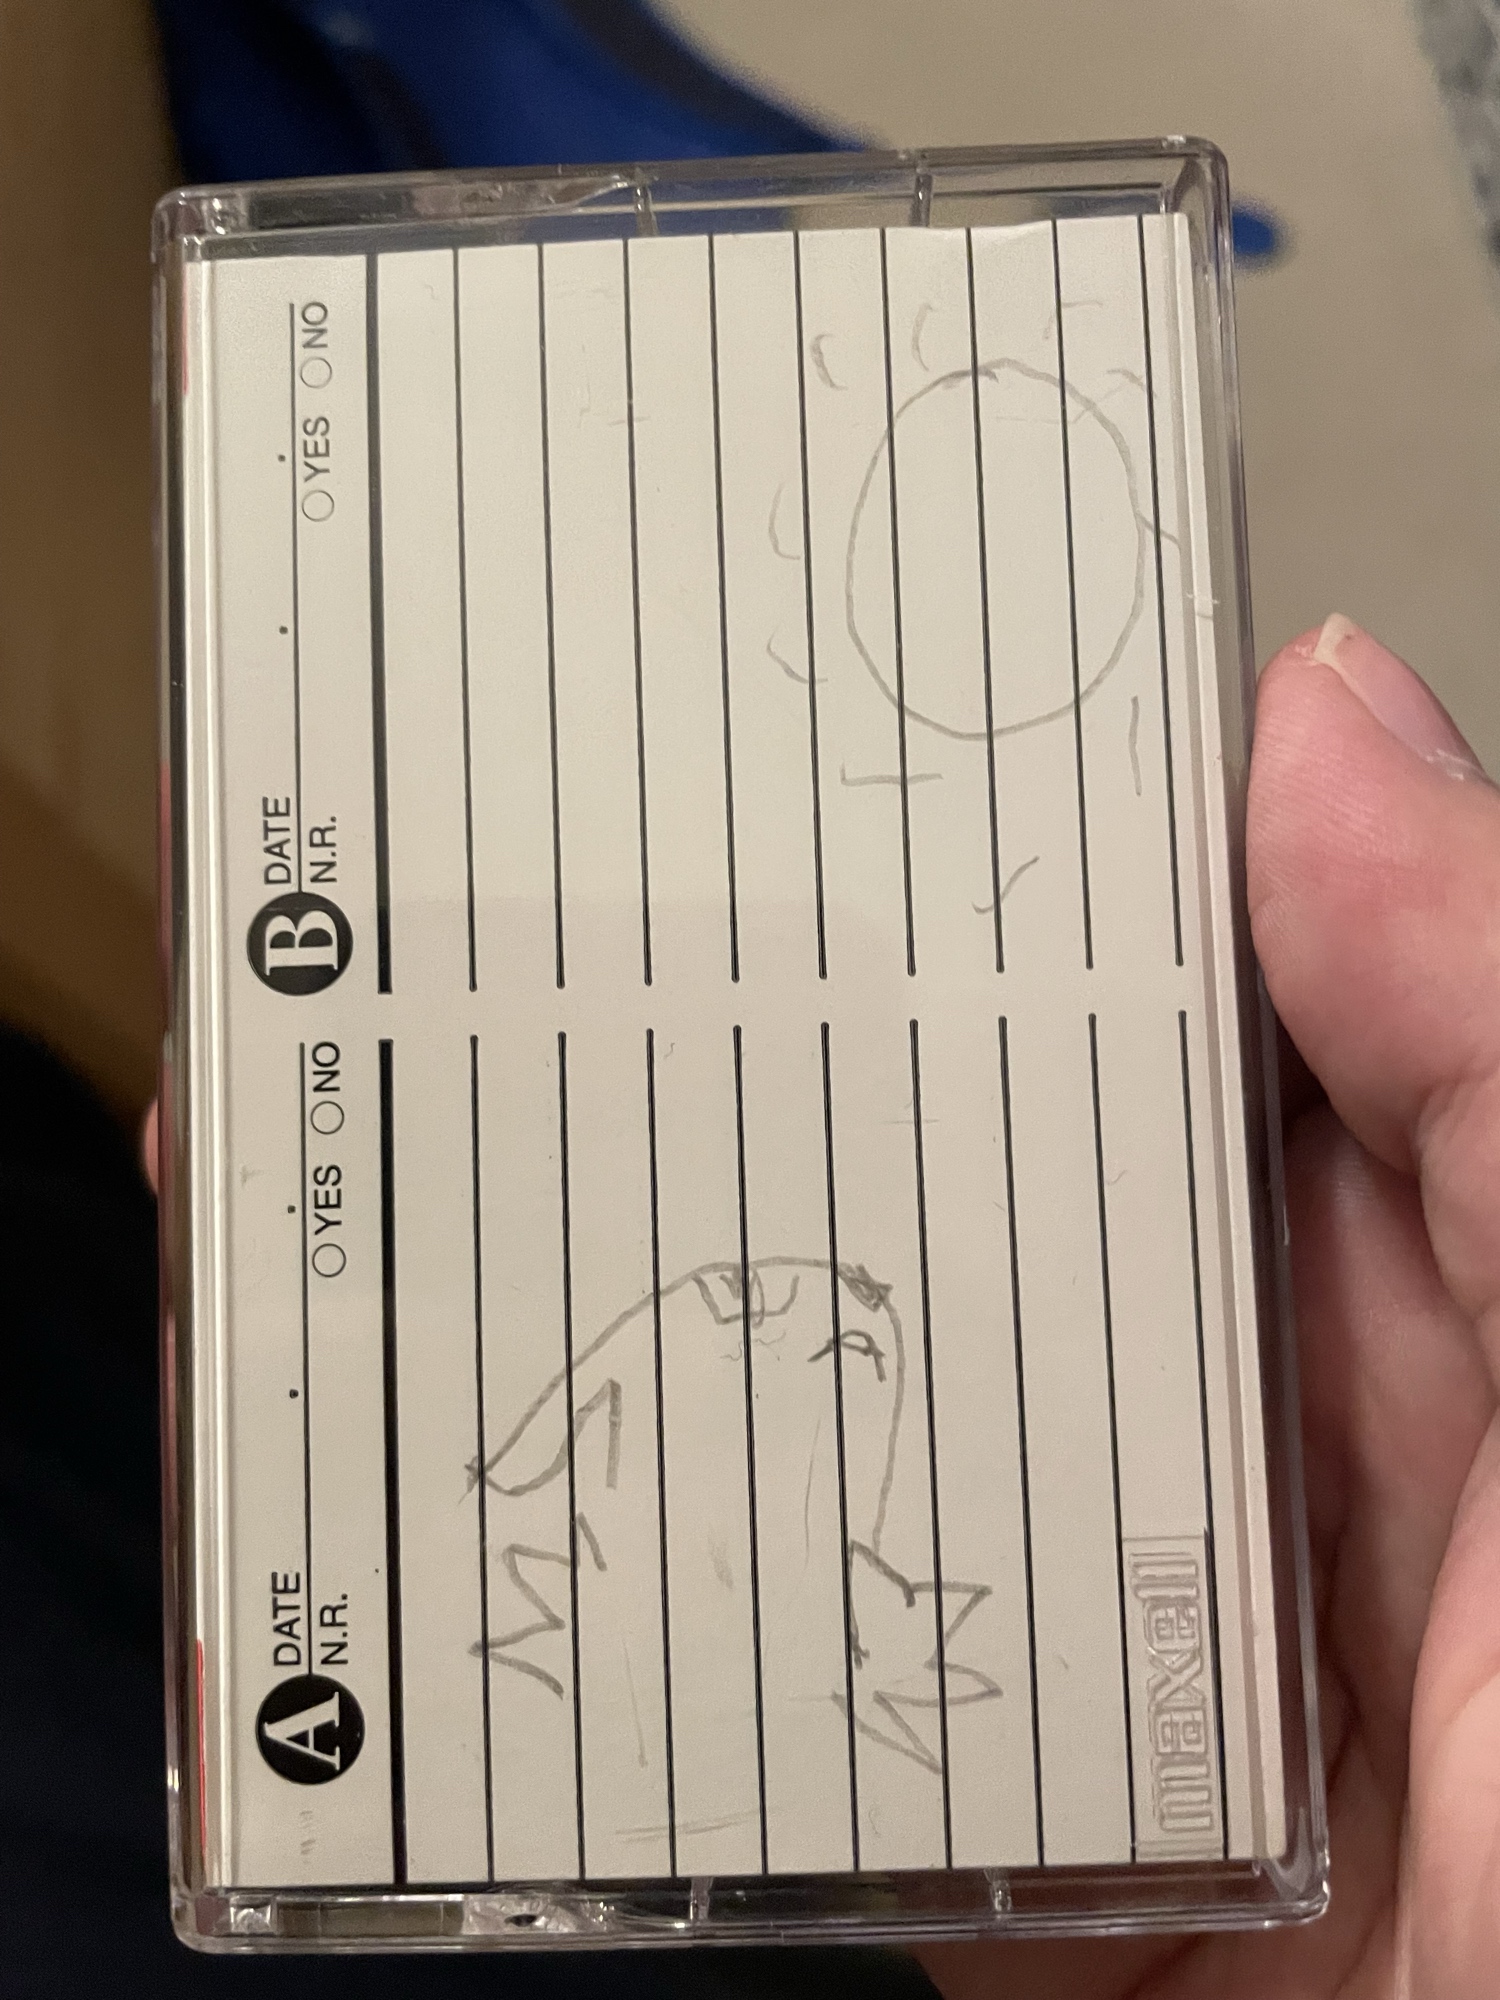 A DATE . . B DATE . .
N.R. ○YES ○NO N.R. ○YES ○NO
maxell